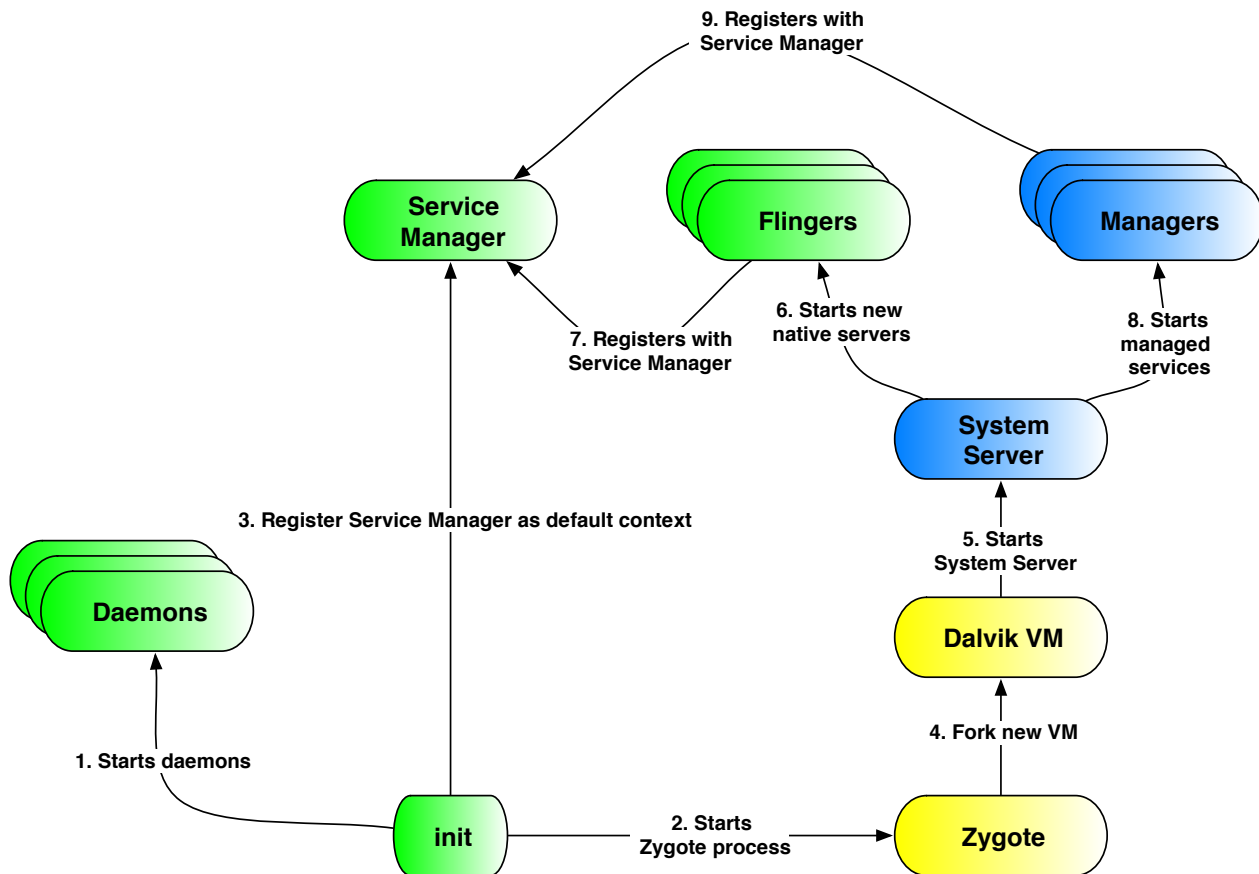 9. Registers with
Service Manager
Service
Manager
Flingers
Managers
6. Starts new
native servers
7. Registers with
Service Manager
8. Starts
managed
services
System
Server
3. Register Service Manager as default context
5. Starts
System Server
Daemons
Dalvik VM
4. Fork new VM
1. Starts daemons
init
2. Starts
Zygote process
Zygote